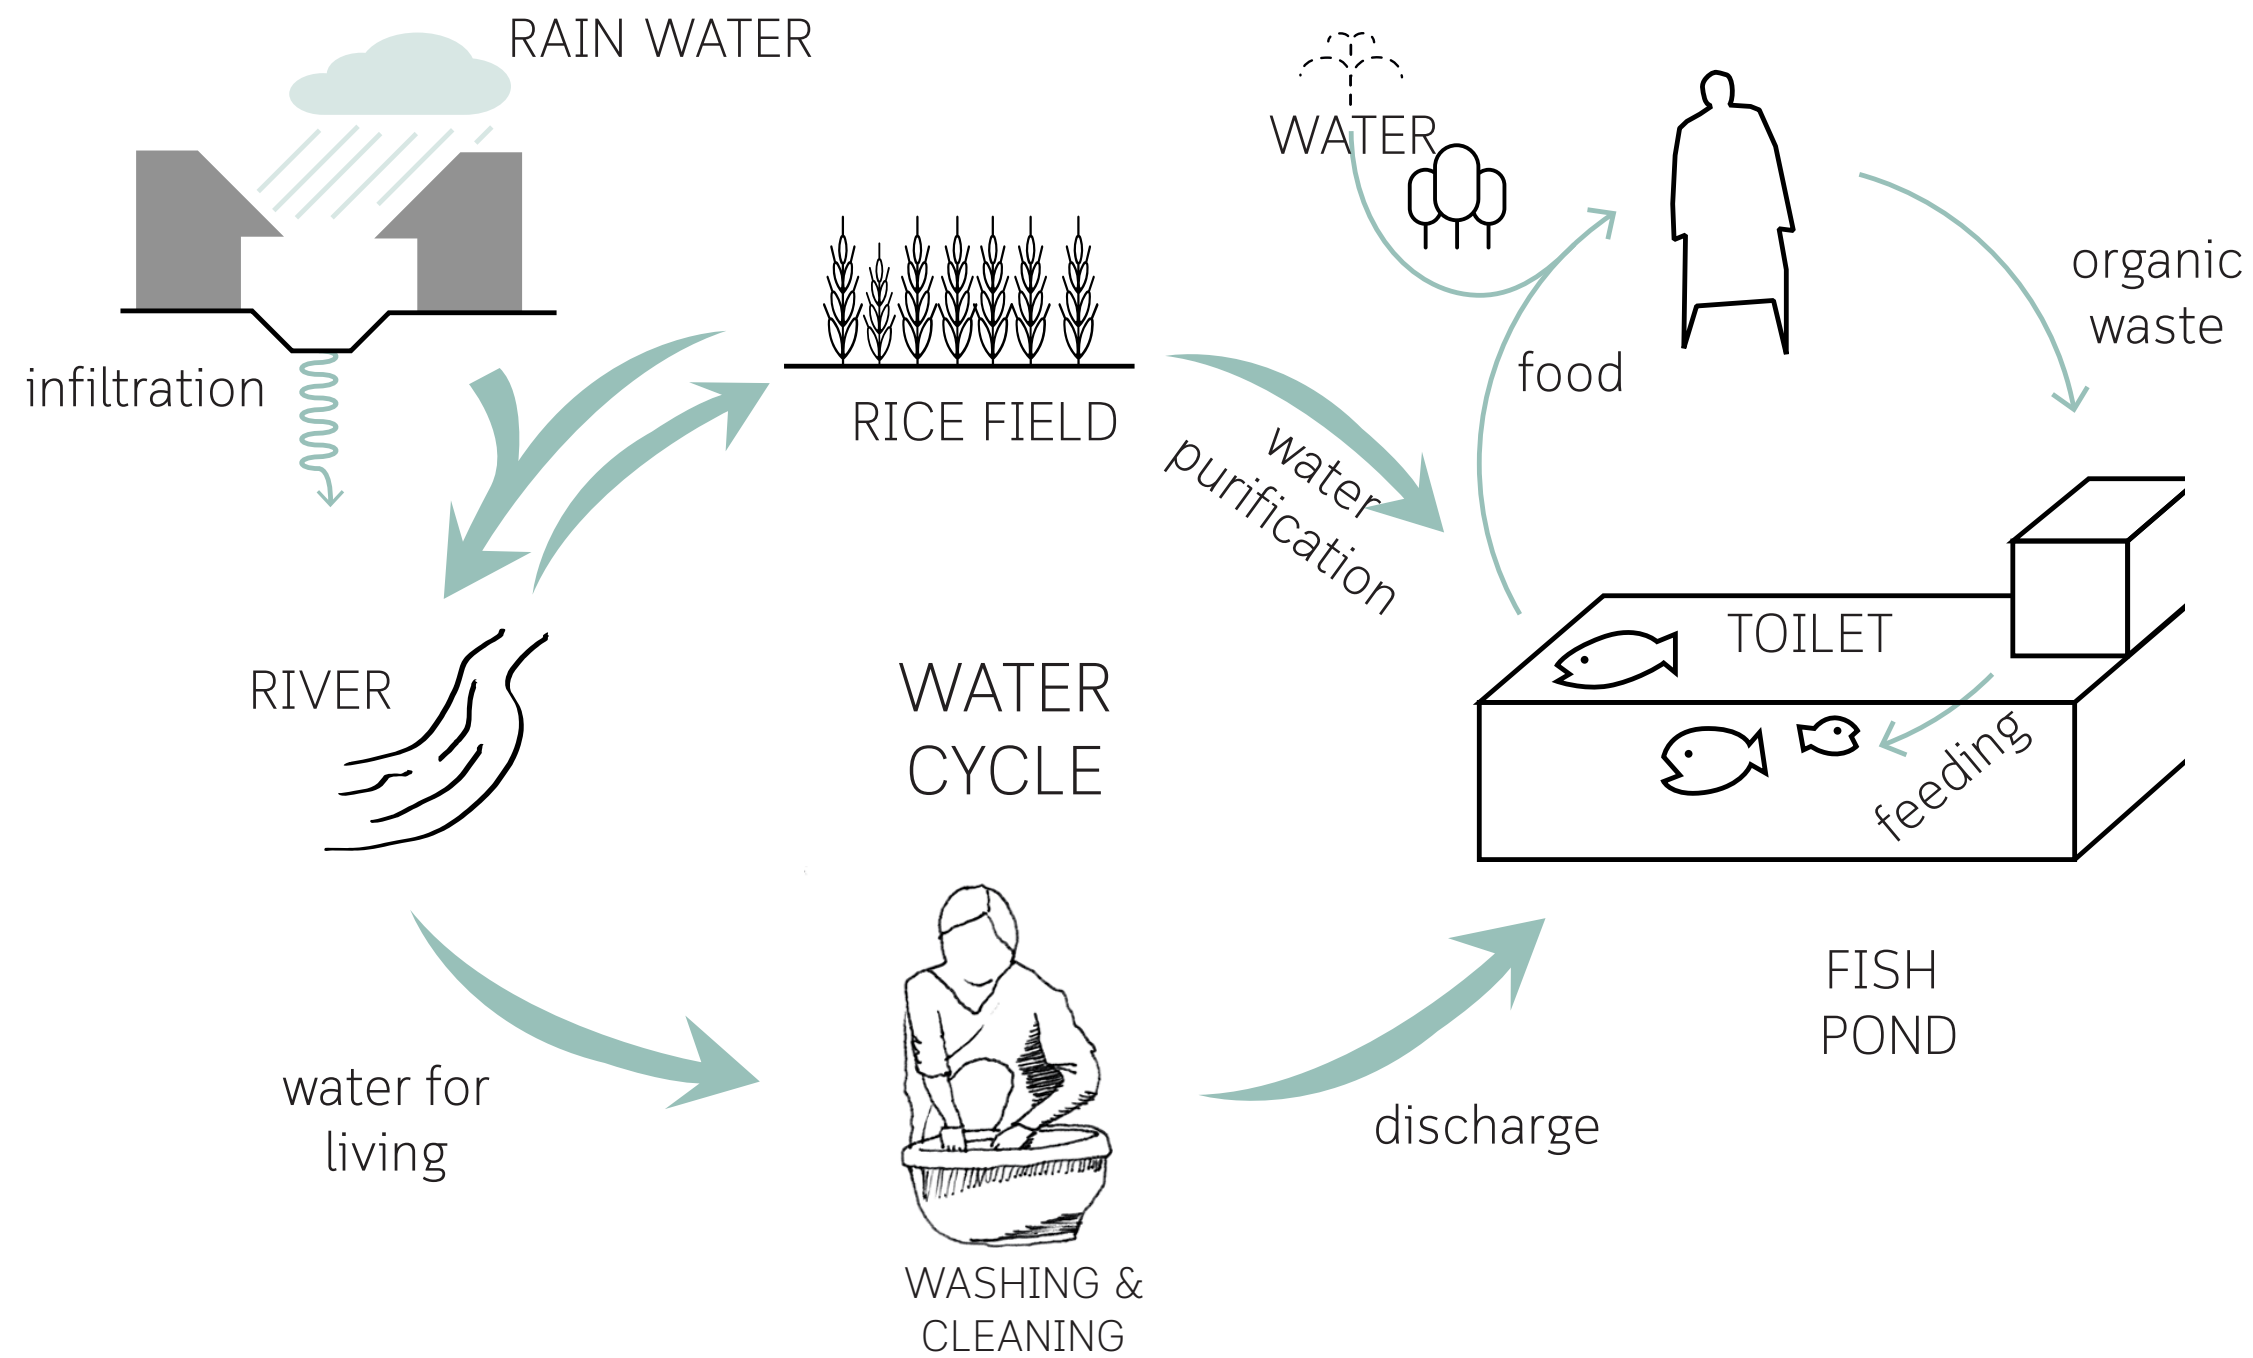 RAIN WATER
WATER
organic
waste
infiltration
food
RICE FIELD
water
purification
TOILET
RIVER
WATER
CYCLE
feeding
FISH
POND
water for
living
discharge
WASHING &
CLEANING